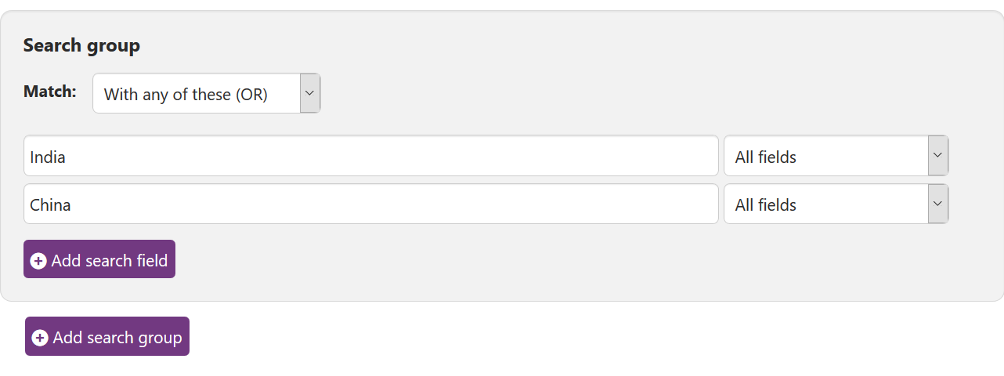 Search group
Match: With any of these (OR)
India All fields
China All fields
Add search field
Add search group